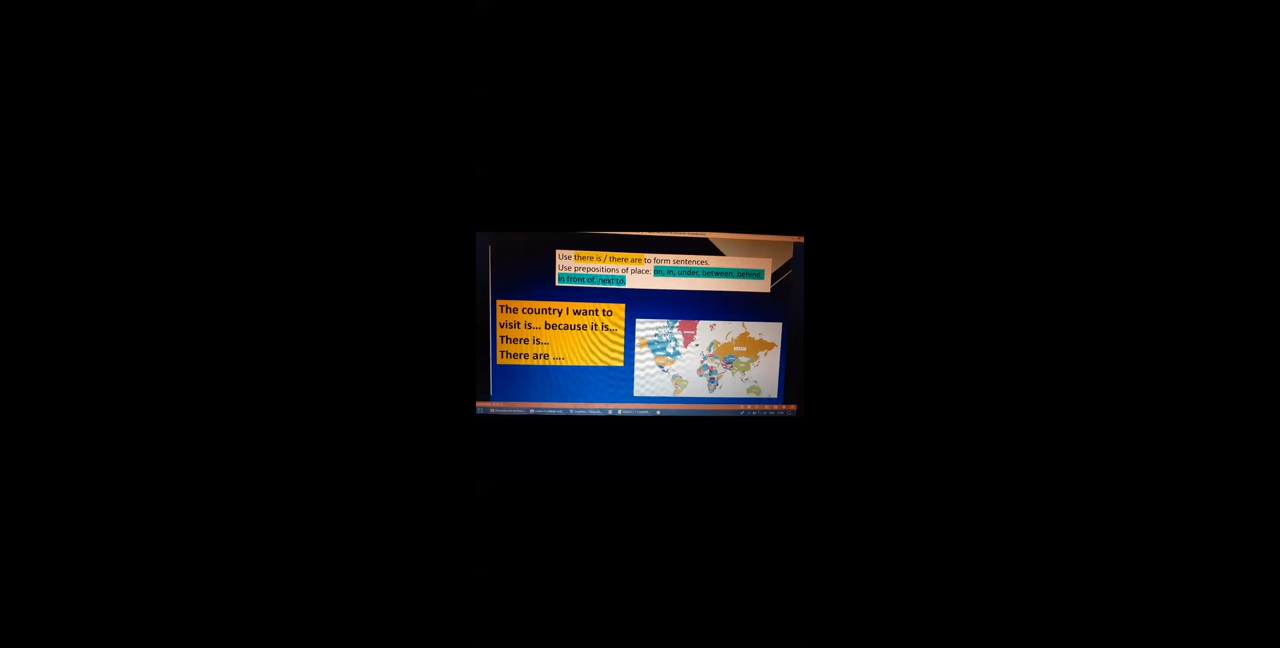 Use there is / there are to form sentences.
Use prepositions of place: on, in, under, between, behind,
in front of, next to.
The country I want to
visit is... because it is...
There is...
There are ....
RUSSIA